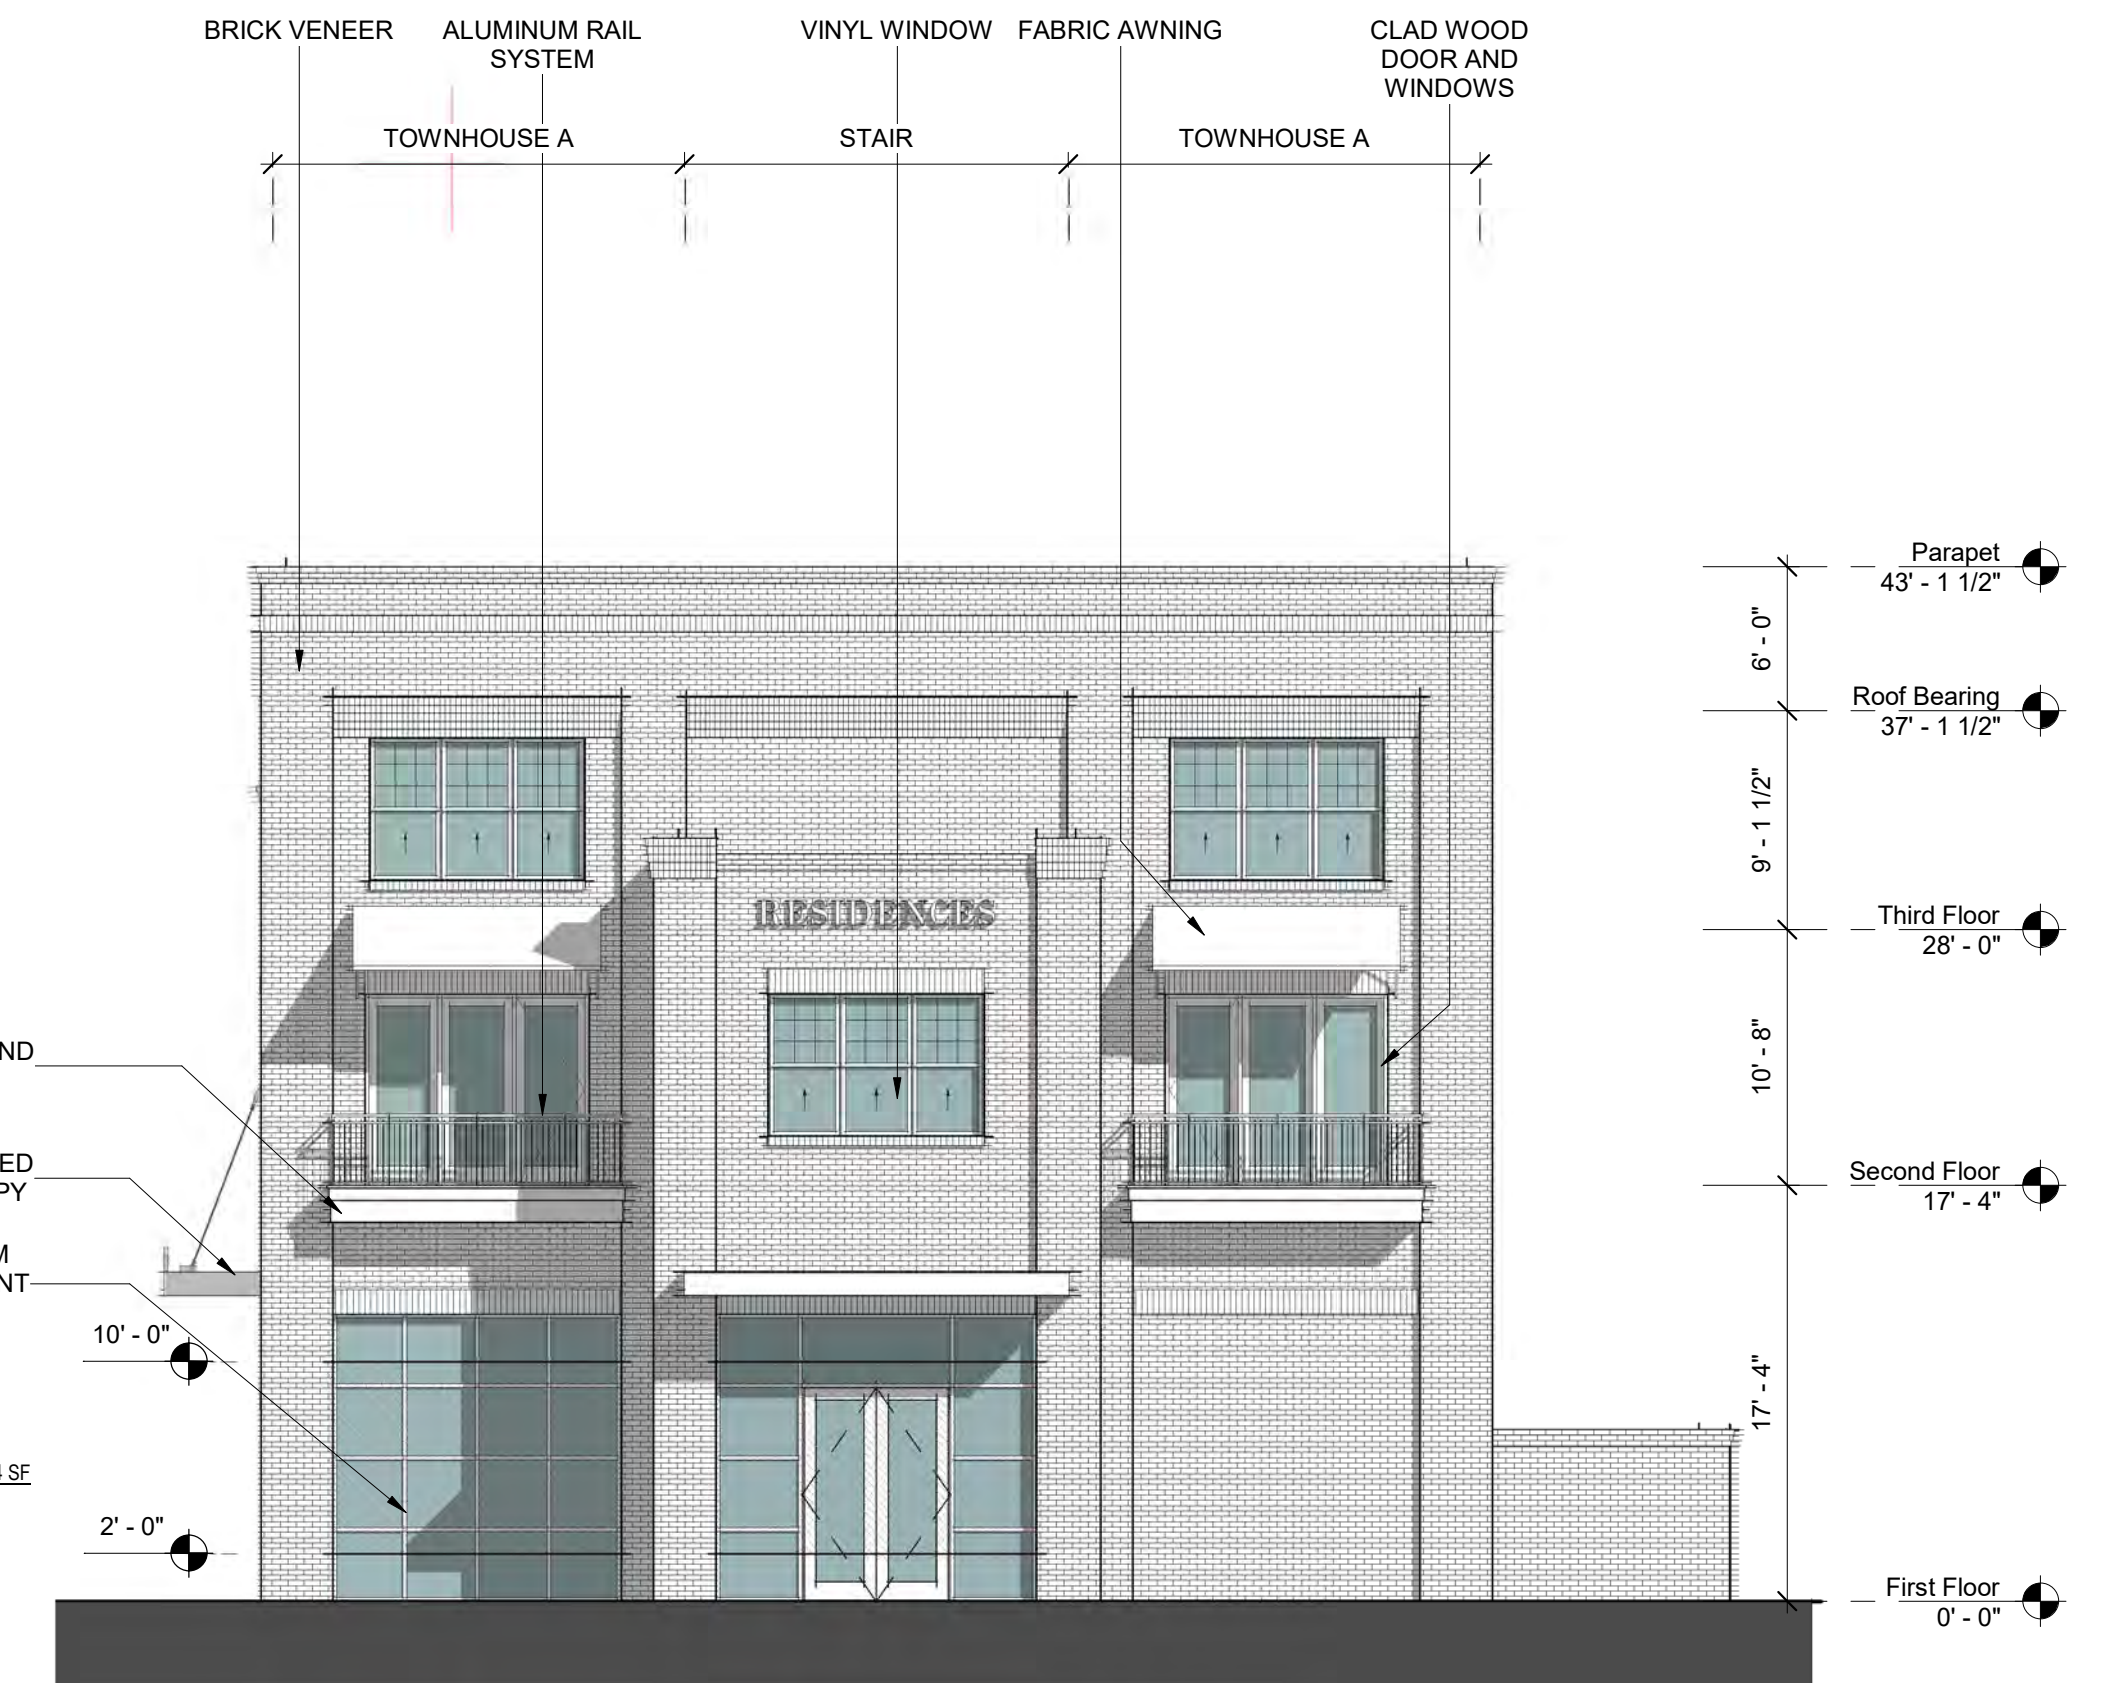 BRICK VENEER
ALUMINUM RAIL
SYSTEM
VINYL WINDOW
FABRIC AWNING
CLAD WOOD
DOOR AND
WINDOWS
TOWNHOUSE A
STAIR
TOWNHOUSE A
Parapet
43' - 1 1/2"
6' - 0"
Roof Bearing
37' - 1 1/2"
9' - 1 1/2"
RESIDENCES
Third Floor
28' - 0"
10' - 8"
ND
ED
PY
Second Floor
17' - 4"
M
NT
10' - 0"
17' - 4"
SF
2' - 0"
First Floor
0' - 0"